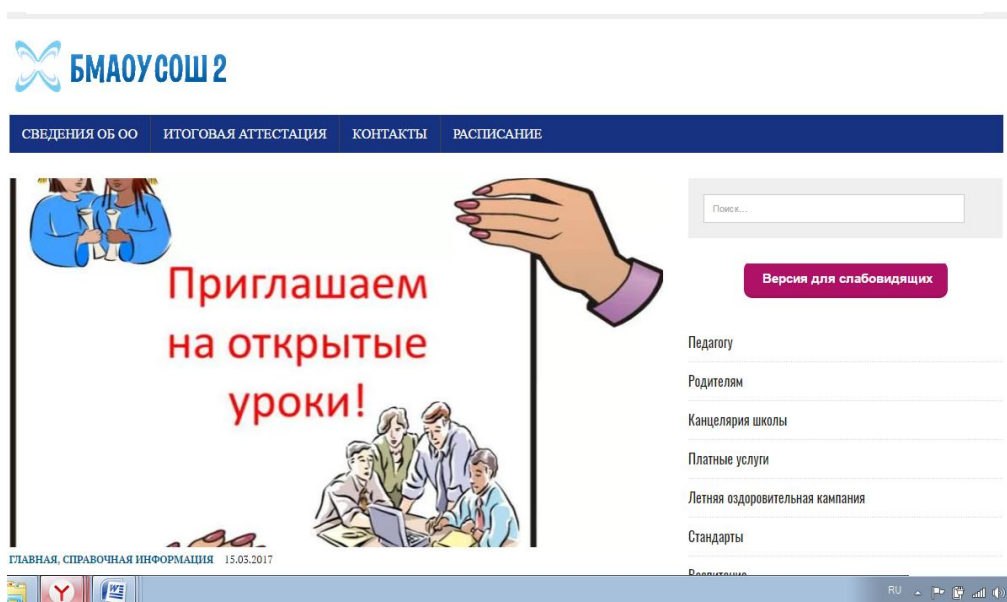 БМАОУ СОШ 2
СВЕДЕНИЯ ОБ ОО ИТОГОВАЯ АТТЕСТАЦИЯ КОНТАКТЫ РАСПИСАНИЕ
Приглашаем
на открытые
уроки!
ГЛАВНАЯ, СПРАВОЧНАЯ ИНФОРМАЦИЯ 15.03.2017
Поиск...
Версия для слабовидящих
Педагогу
Родителям
Канцелярия школы
Платные услуги
Летняя оздоровительная кампания
Стандарты
Воспитание
RU